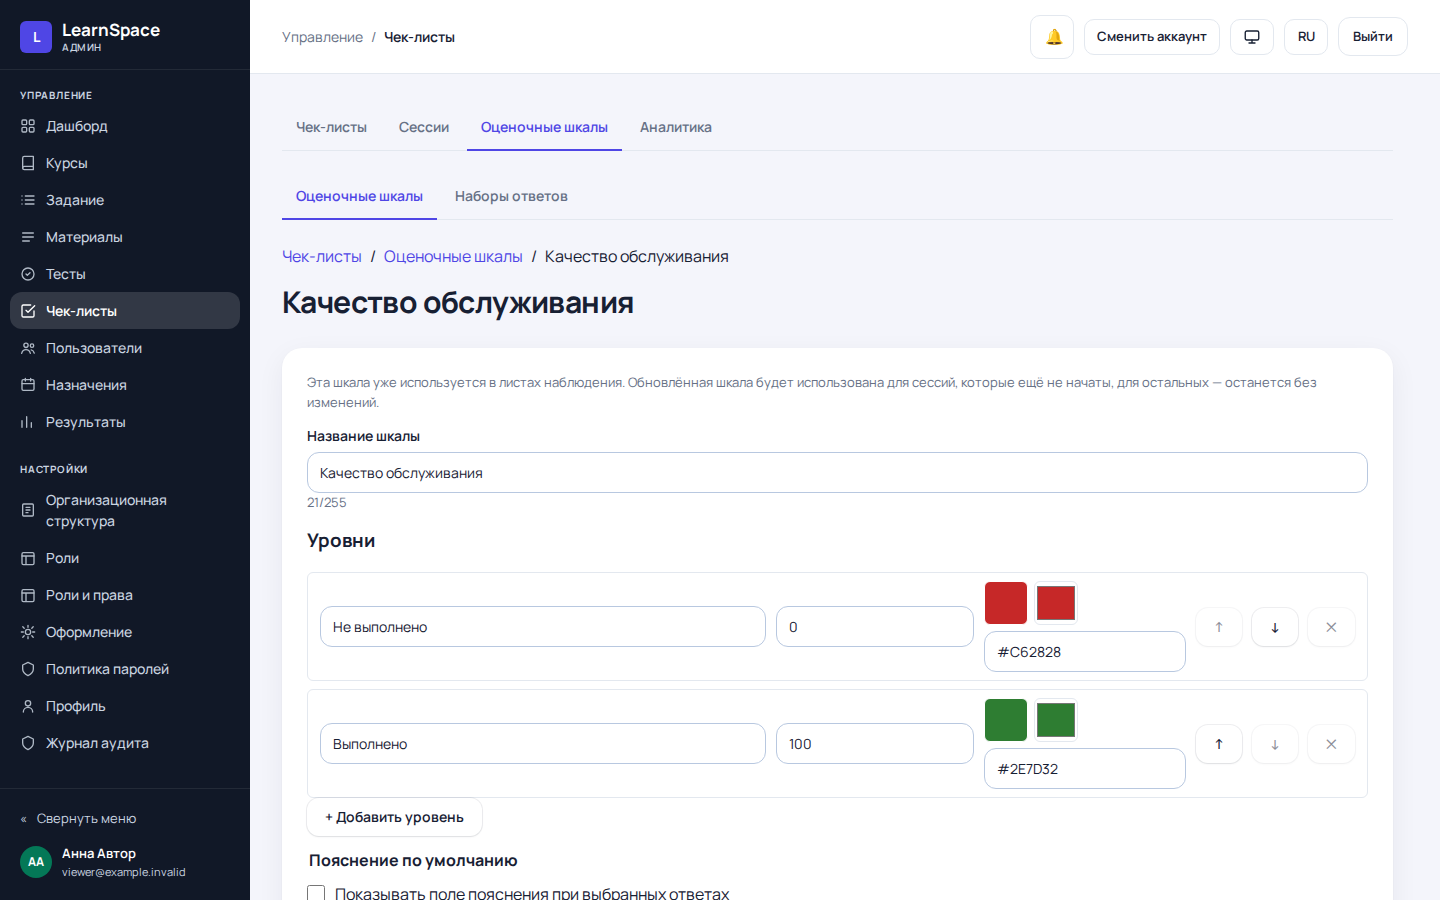 L
LearnSpace
АДМИН
УПРАВЛЕНИЕ
Дашборд
Курсы
Задание
Материалы
Тесты
Чек-листы
Пользователи
Назначения
Результаты
НАСТРОЙКИ
Организационная
структура
Роли
Роли и права
Оформление
Политика паролей
Профиль
Журнал аудита
« Свернуть меню
АА
Анна Автор
viewer@example.invalid
Управление / Чек-листы
Сменить аккаунт
RU
Выйти
Чек-листы Сессии Оценочные шкалы Аналитика
Оценочные шкалы Наборы ответов
Чек-листы / Оценочные шкалы / Качество обслуживания
Качество обслуживания
Эта шкала уже используется в листах наблюдения. Обновлённая шкала будет использована для сессий, которые ещё не начаты, для остальных — останется без
изменений.
Название шкалы
Качество обслуживания
21/255
Уровни
Не выполнено 0 #C62828 ↑ ↓ ×
Выполнено 100 #2E7D32 ↑ ↓ ×
+ Добавить уровень
Пояснение по умолчанию
Показывать поле пояснения при выбранных ответах